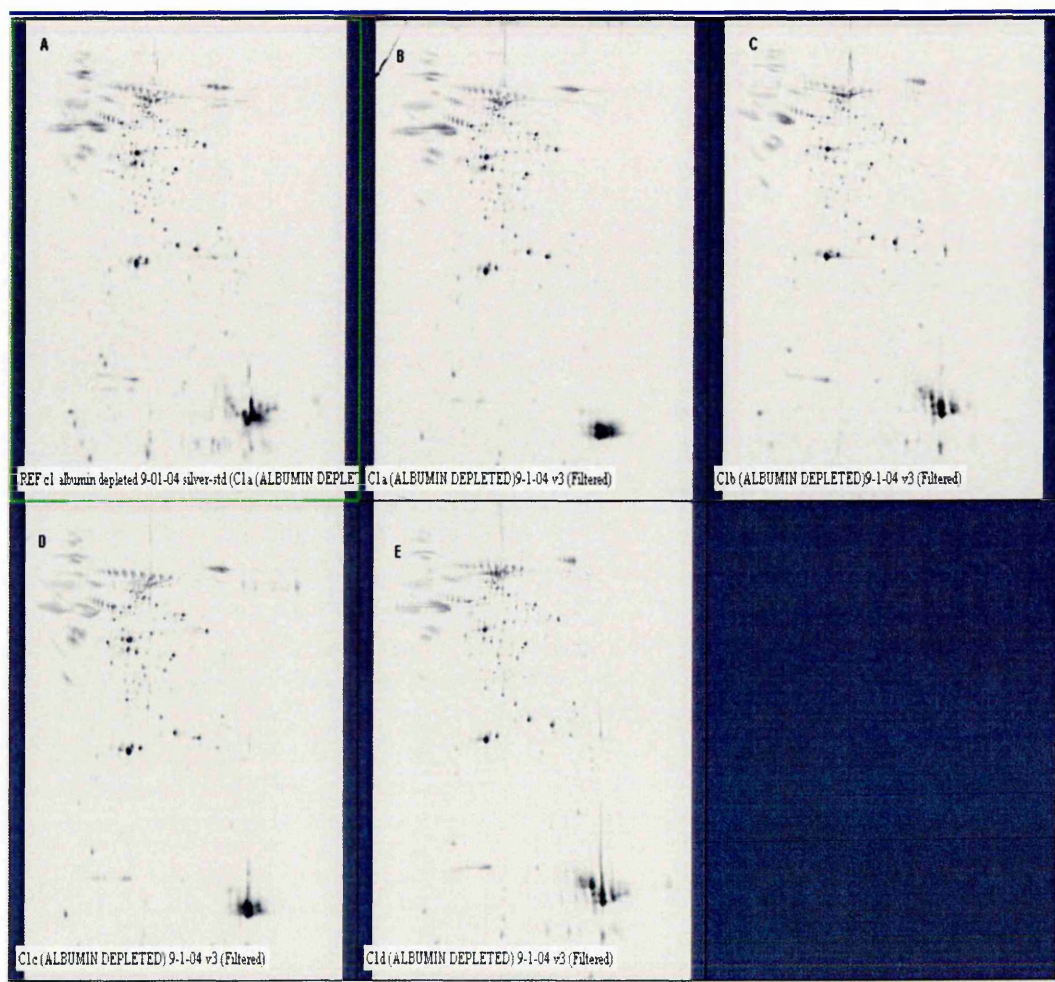 A
B
C
REF c1 albumin depleted 9-01-04 silver-std (C1a (ALBUMIN DEPLET
C1a (ALBUMIN DEPLETED)9-1-04 v3 (Filtered)
C1b (ALBUMIN DEPLETED)9-1-04 v3 (Filtered)
D
E
C1c (ALBUMIN DEPLETED) 9-1-04 v3 (Filtered)
C1d (ALBUMIN DEPLETED) 9-1-04 v3 (Filtered)